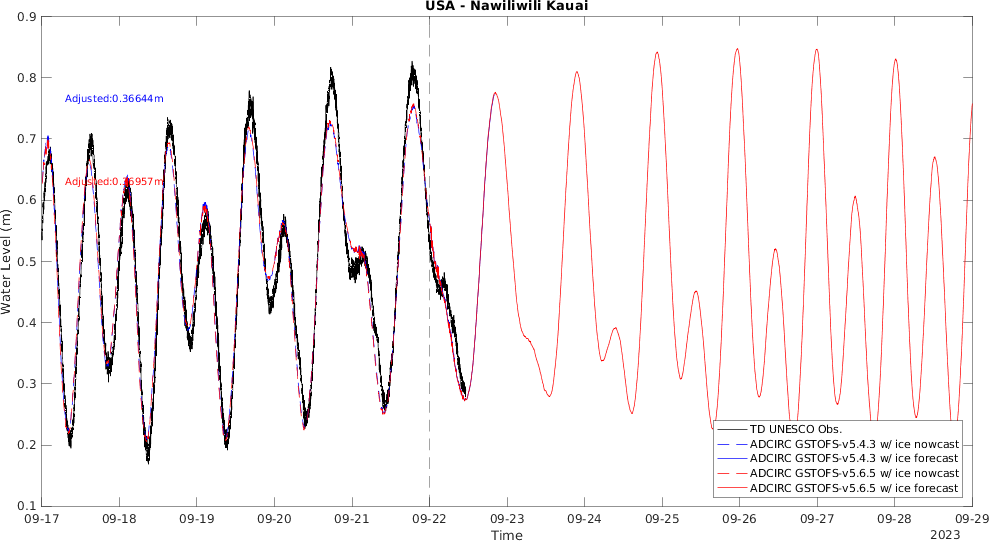 USA - Nawiliwili Kauai
0.9
0.8
Adjusted:0.36644m
0.7
Adjusted:0.36957m
0.6
0.5
0.4
0.3
0.2
0.1
Water Level (m)
TD UNESCO Obs.
ADCIRC GSTOFS-v5.4.3 w/ ice nowcast
ADCIRC GSTOFS-v5.4.3 w/ ice forecast
ADCIRC GSTOFS-v5.6.5 w/ ice nowcast
ADCIRC GSTOFS-v5.6.5 w/ ice forecast
09-17 09-18 09-19 09-20 09-21 09-22 09-23 09-24 09-25 09-26 09-27 09-28 09-29
Time
2023